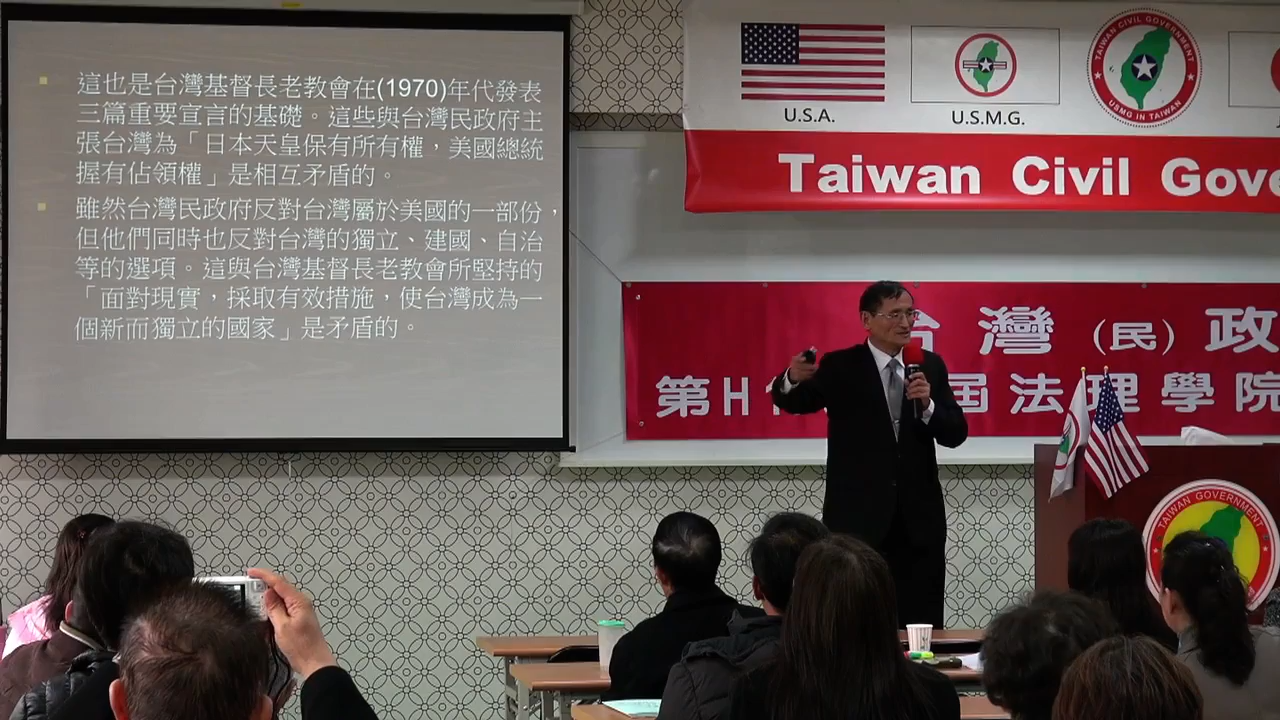 這也是台灣基督長老教會在(1970)年代發表
三篇重要宣言的基礎。這些與台灣民政府主
張台灣為「日本天皇保有所有權，美國總統
握有佔領權」是相互矛盾的。
雖然台灣民政府反對台灣屬於美國的一部份，
但他們同時也反對台灣的獨立、建國、自治
等的選項。這與台灣基督長老教會所堅持的
「面對現實，採取有效措施，使台灣成為一
個新而獨立的國家」是矛盾的。
U.S.A.
U.S.M.G.
TAIWAN CIVIL GOVERNMENT
USMG IN TAIWAN
Taiwan Civil Gove
台灣(民)政
第H1 屆法理學院
TAIWAN GOVERNMENT